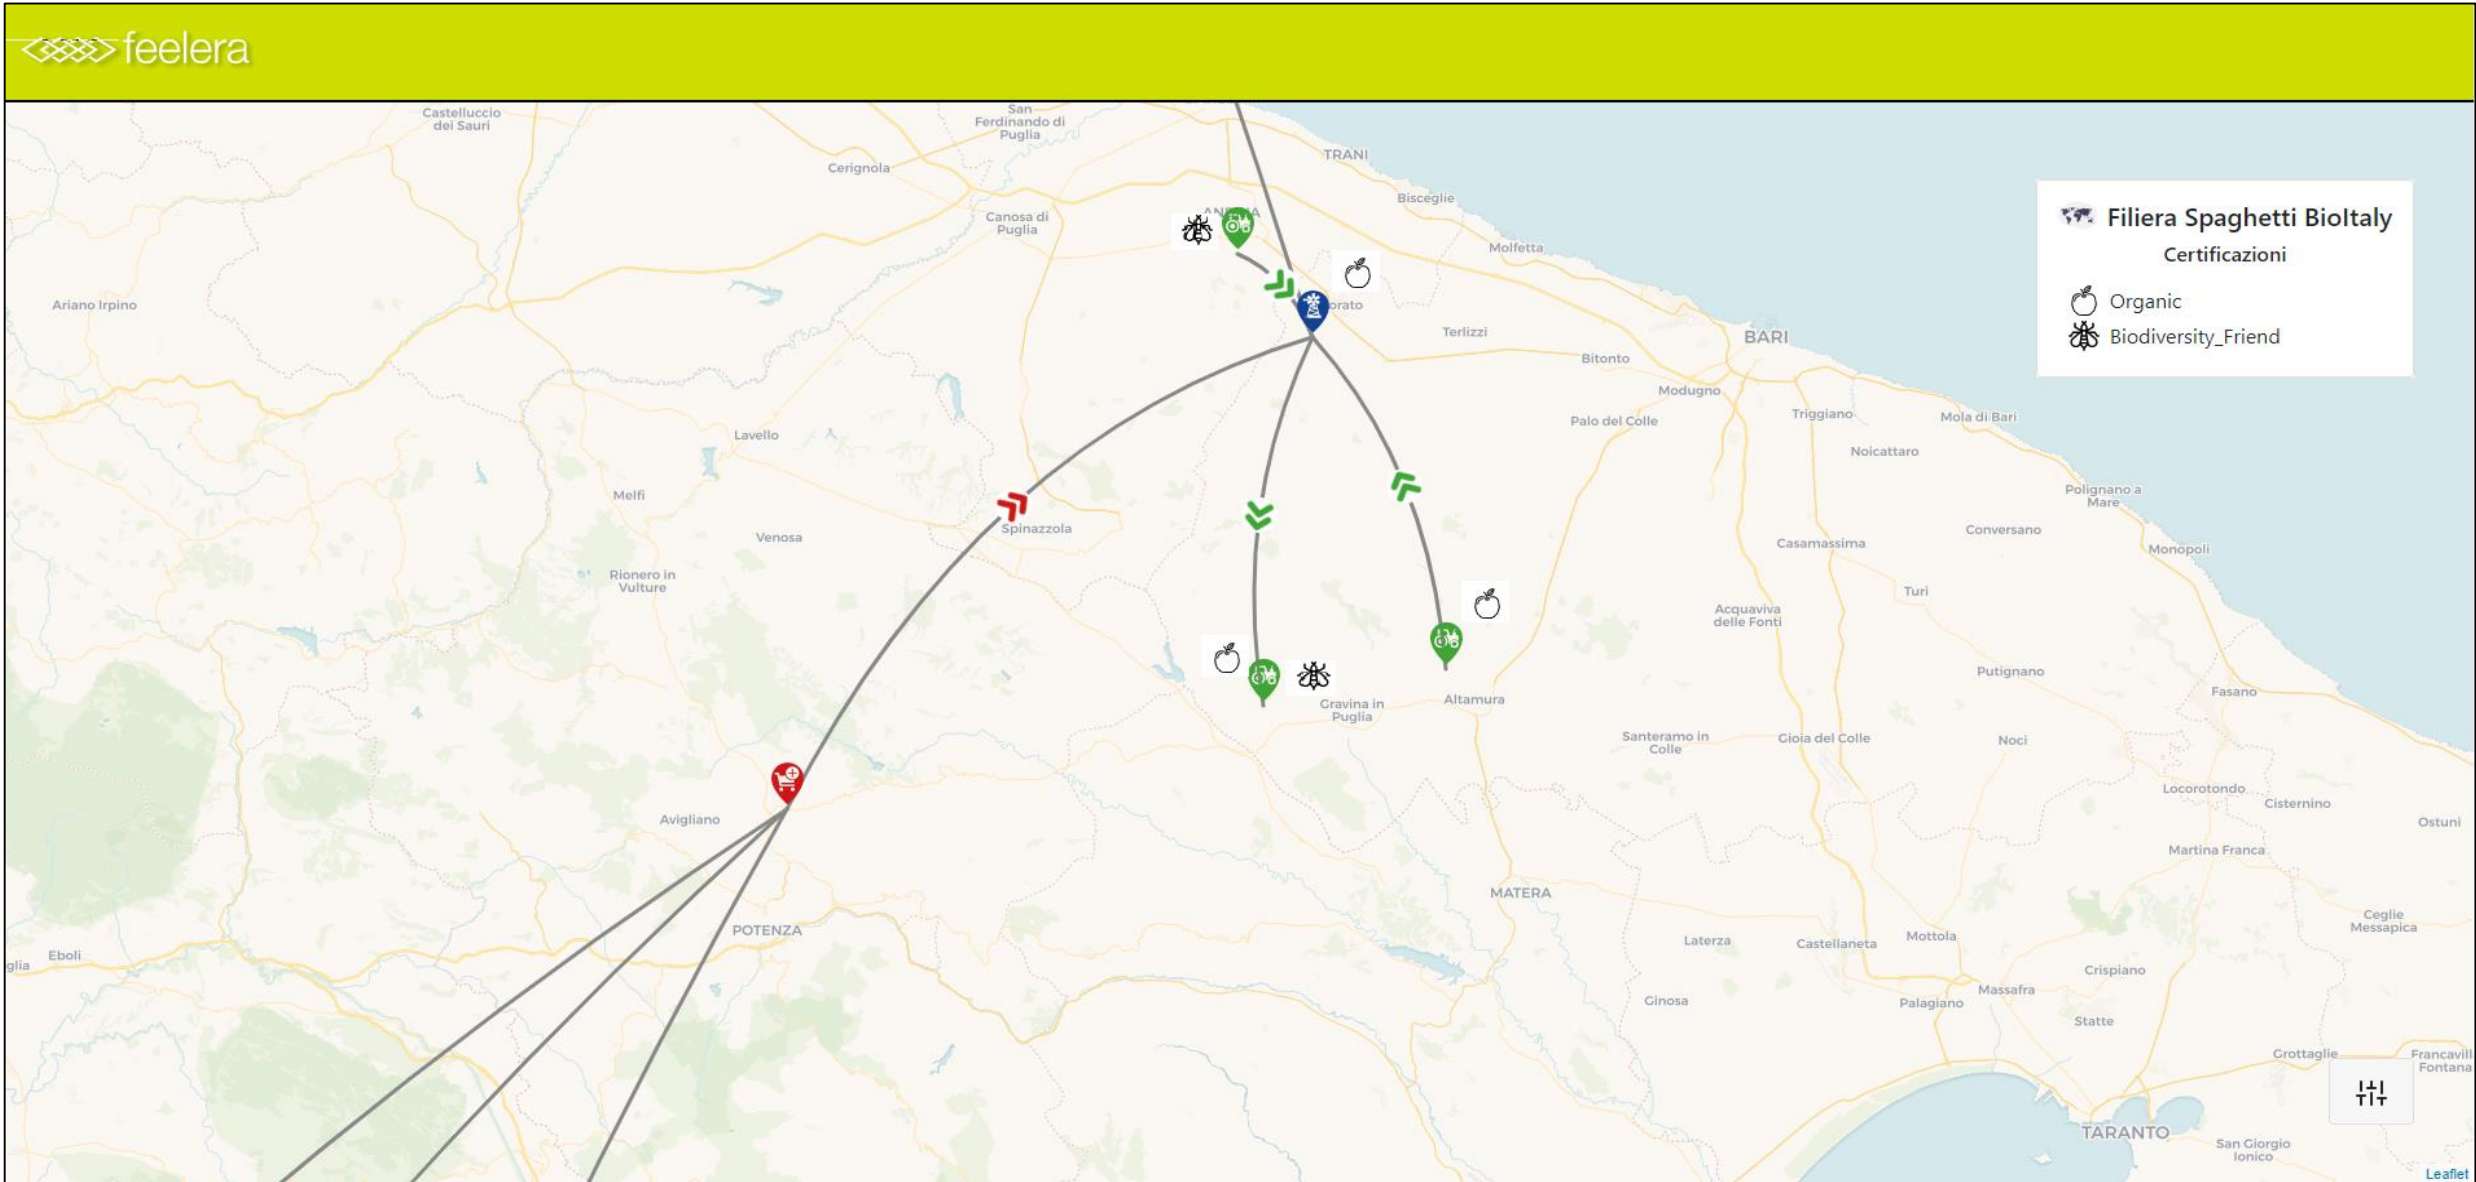 feelera
Castelluccio
dei Sauri
San
Ferdinando di
Puglia
Cerignola
TRANI
Bisceglie
Canosa di
Puglia
Molfetta
Filiera Spaghetti BioItaly
Certificazioni
Organic
Biodiversity_Friend
Ariano Irpino
orato
Terlizzi
BARI
Bitonto
Modugno
Palo del Colle
Triggiano
Mola di Bari
Lavello
Noicattaro
Melfi
Polignano a
Mare
Spinazzola
Venosa
Conversano
Casamassima
Monopoli
Rionero in
Vulture
Turi
Acquaviva
delle Fonti
Putignano
Fasano
Gravina in
Puglia
Altamura
Santeramo in
Colle
Gioia del Colle
Noci
Locorotondo
Cisternino
Avigliano
Ostuni
Martina Franca
MATERA
POTENZA
Ceglie
Messapica
Laterza
Castellaneta
Mottola
Eboli
glia
Crispiano
Ginosa
Palagiano
Massafra
Statte
Grottaglie
Francavill
Fontana
TARANTO
San Giorgio
Ionico
Leaflet